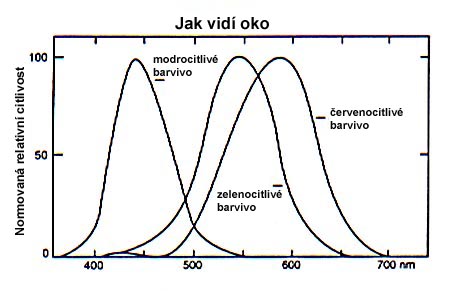 Jak vidí oko
Normovaná relativní citlivost
100
50
0
modrocitlivé
barvivo
červenocitlivé
barvivo
zelenocitlivé
barvivo
400
500
600
700 nm